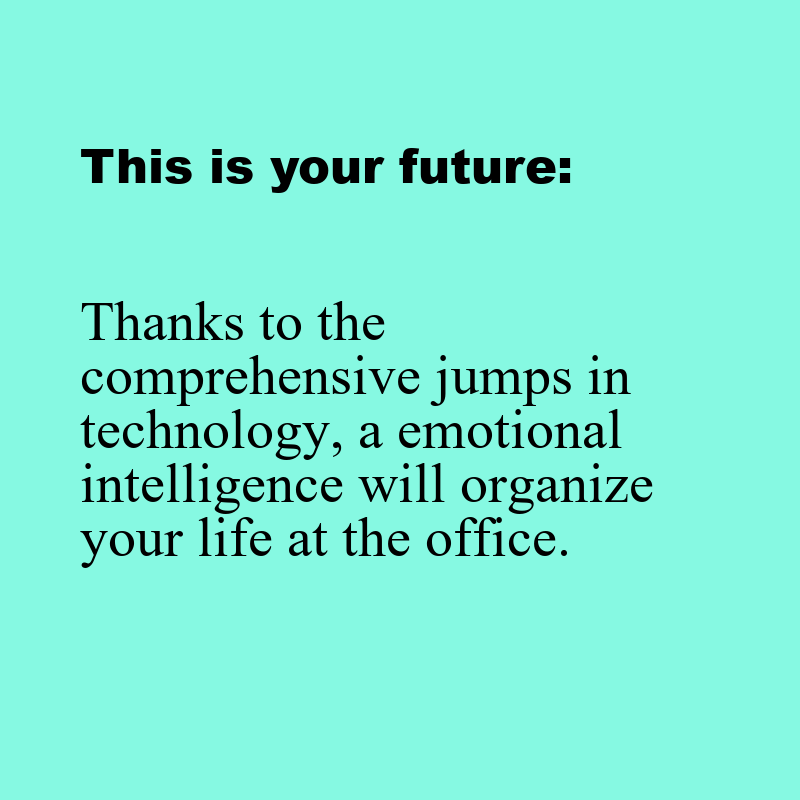 This is your future:
Thanks to the
comprehensive jumps in
technology, a emotional
intelligence will organize
your life at the office.